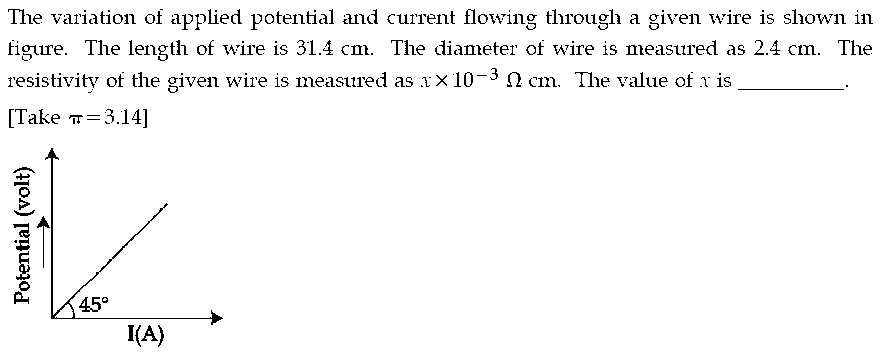 The variation of applied potential and current flowing through a given wire is shown in
figure. The length of wire is 31.4 cm. The diameter of wire is measured as 2.4 cm. The
resistivity of the given wire is measured as x×10⁻³ Ω cm. The value of x is __________.
[Take π=3.14]
Potential (volt)
45°
I(A)